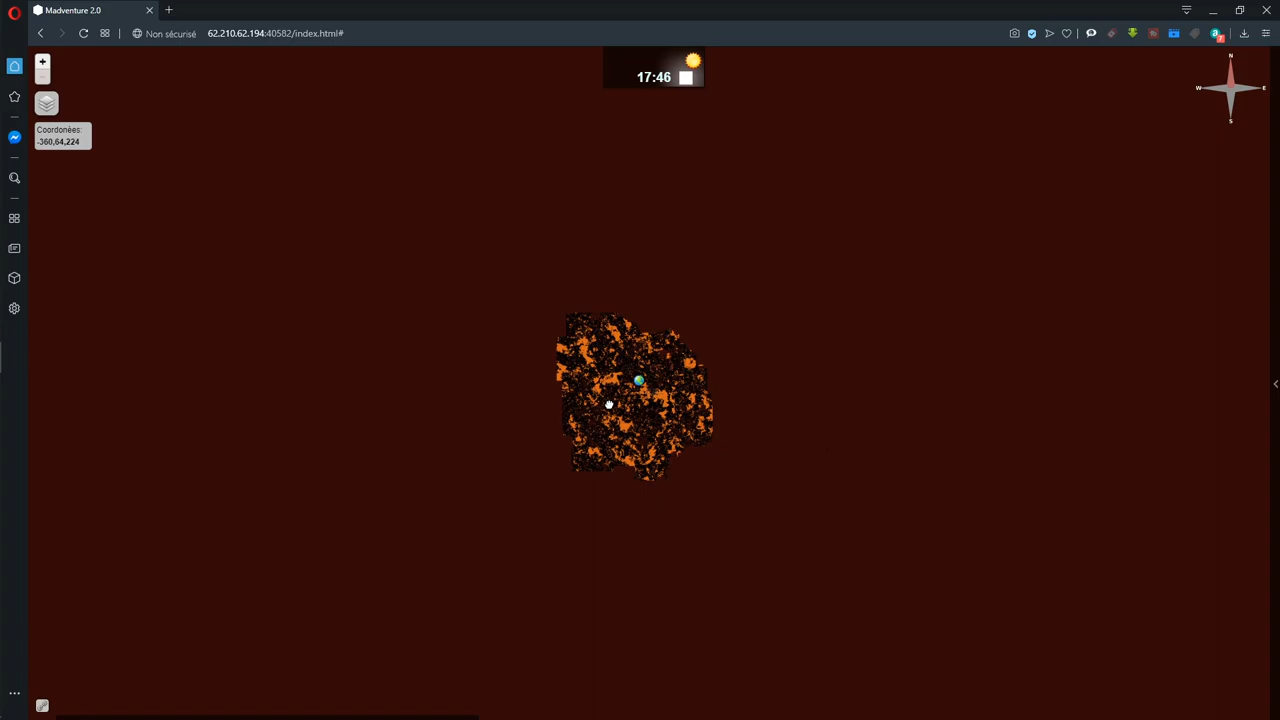 Madventure 2.0
Non sécurisé
62.210.62.194:40582/index.html#
17:46
+
N
W
E
S
Coordonées:
-360,64,224